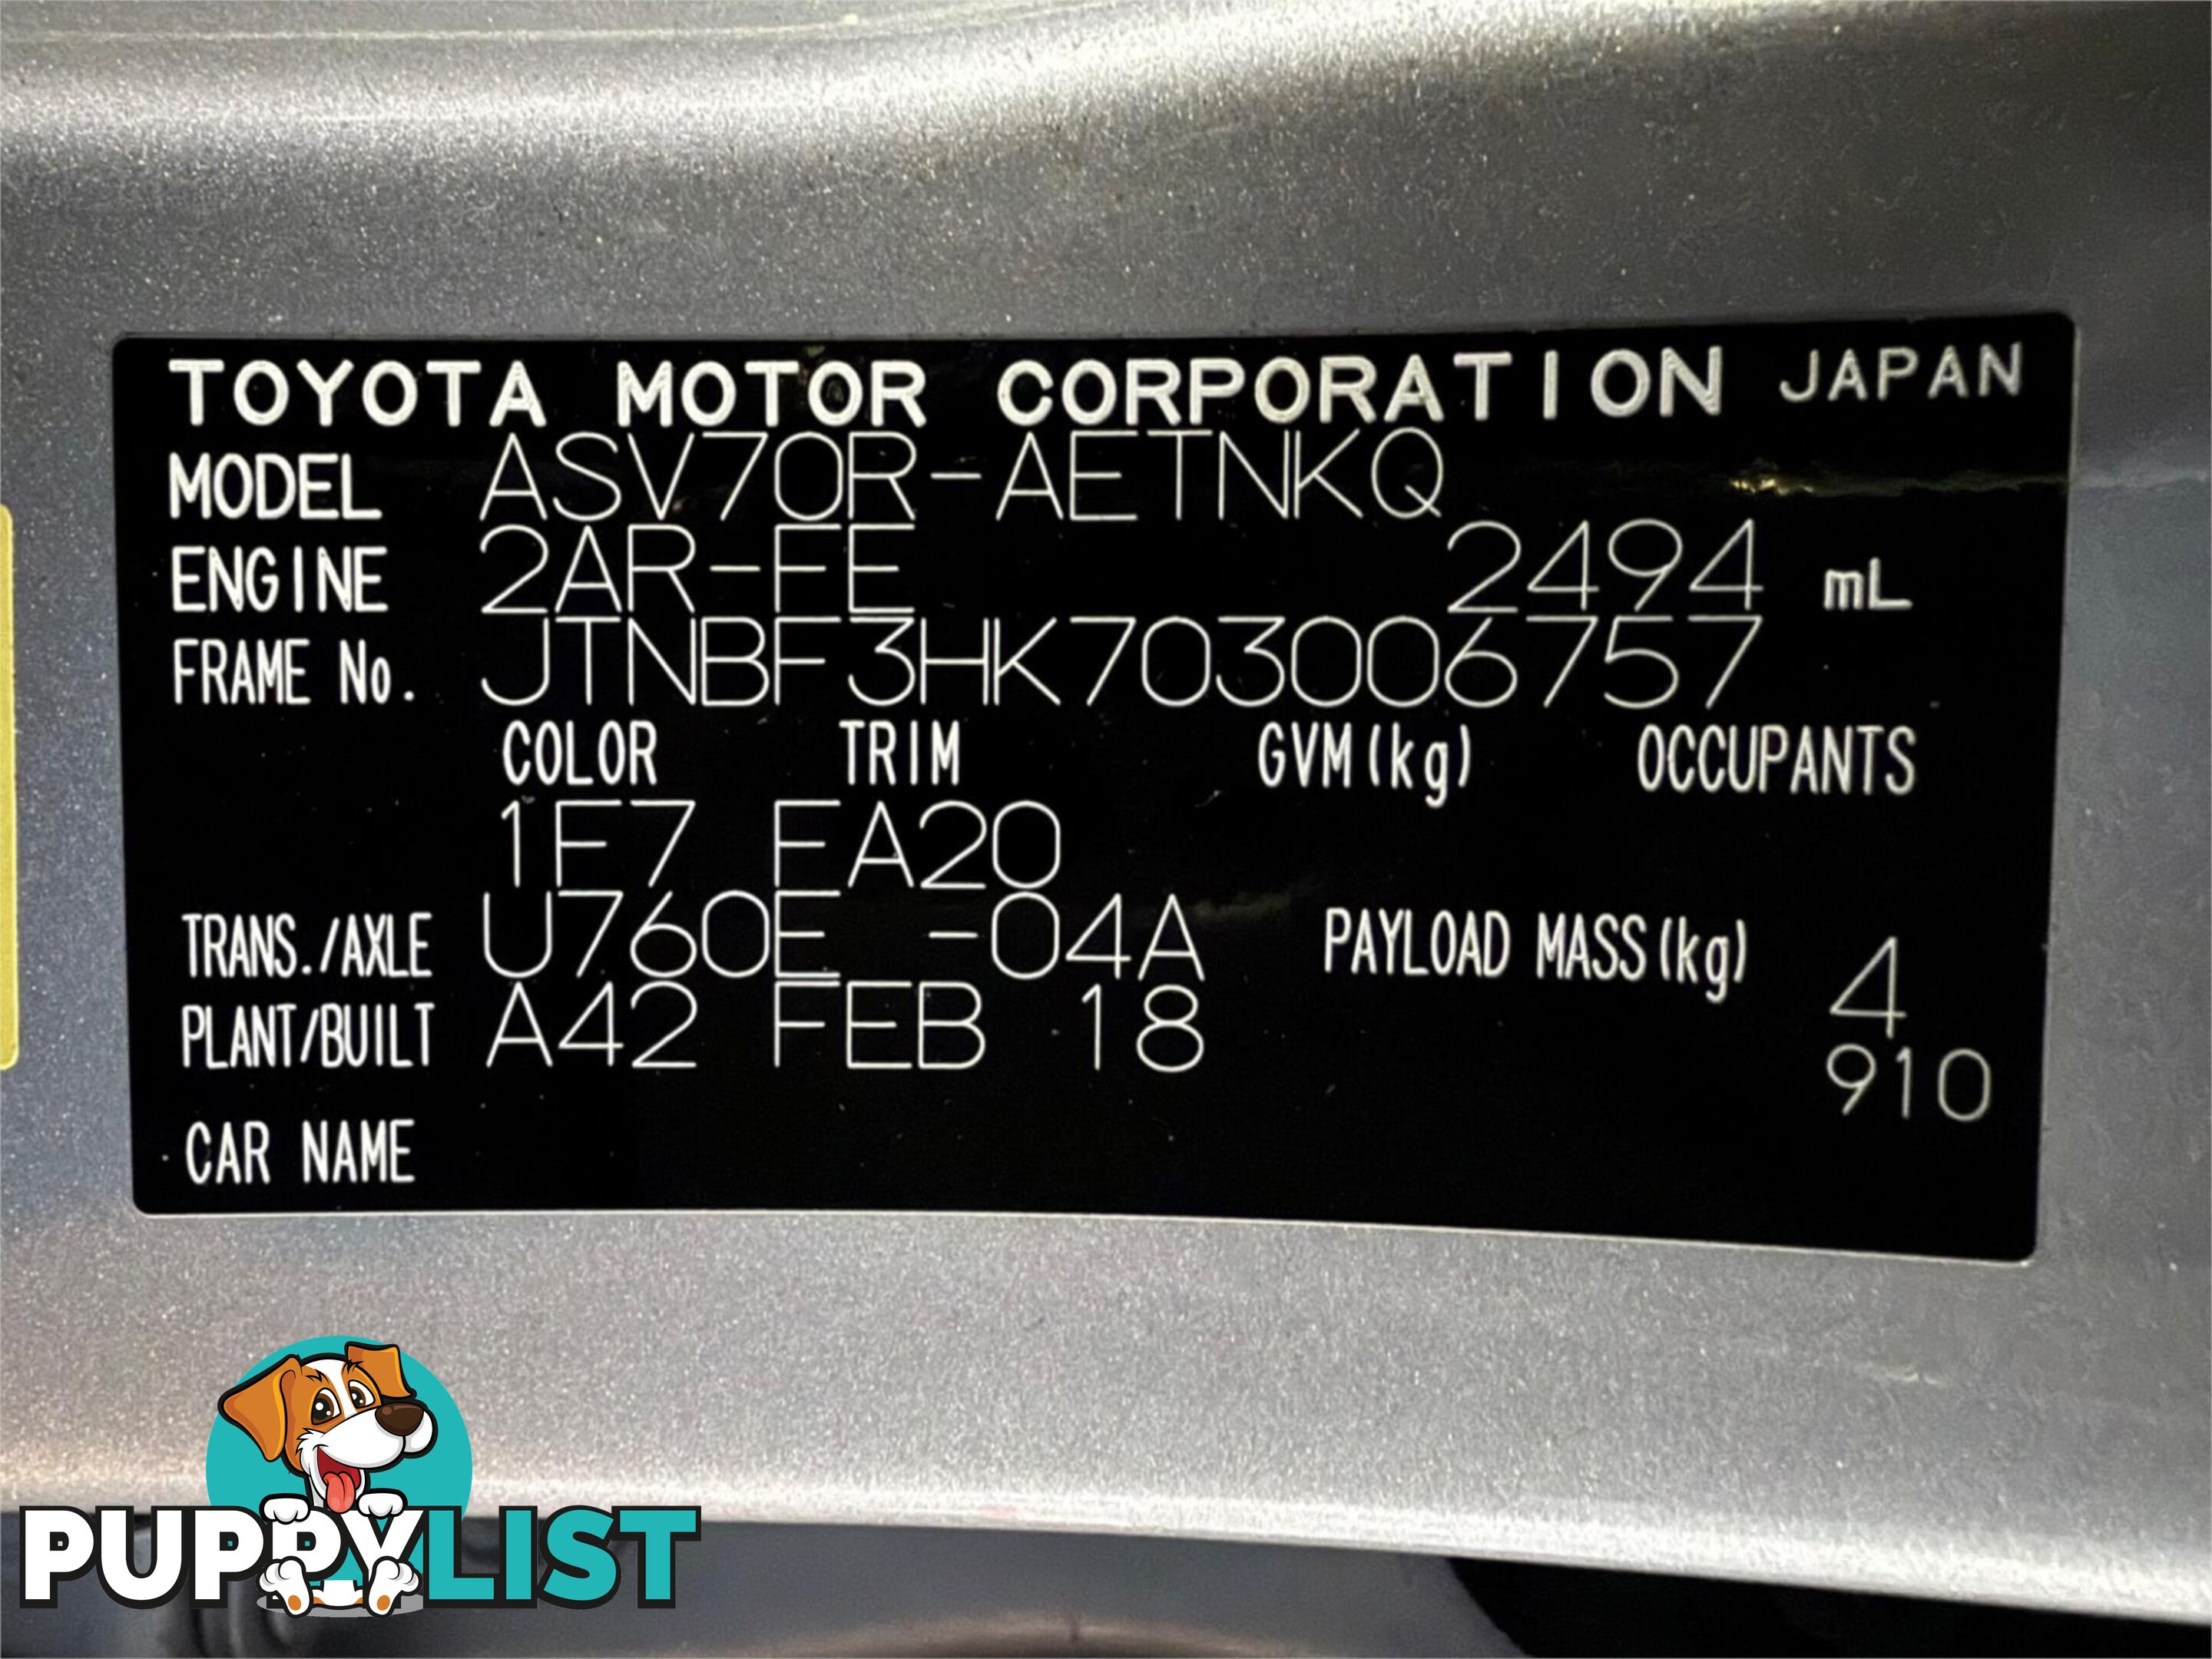 TOYOTA MOTOR CORPORATION JAPAN
MODEL ASV70R-AETNKQ
ENGINE 2AR-FE 2494 mL
FRAME No. JTNBF3HK703006757
COLOR TRIM GVM(kg) OCCUPANTS
1F7 FA20
TRANS./AXLE U760E -04A PAYLOAD MASS(kg) 4
PLANT/BUILT A42 FEB 18 910
CAR NAME
PUPPYLIST